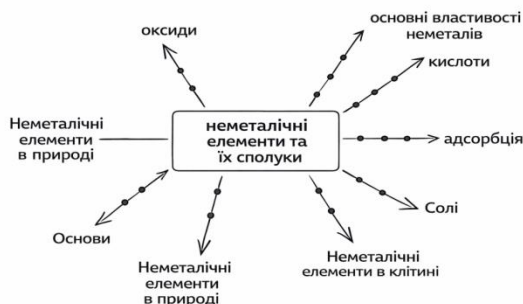 оксиди
основні властивості
неметалів
кислоти
Неметалічні
елементи
в природі
неметалічні
елементи та
їх сполуки
адсорбція
Основи
Солі
Неметалічні
елементи
в природі
Неметалічні
елементи в клітині